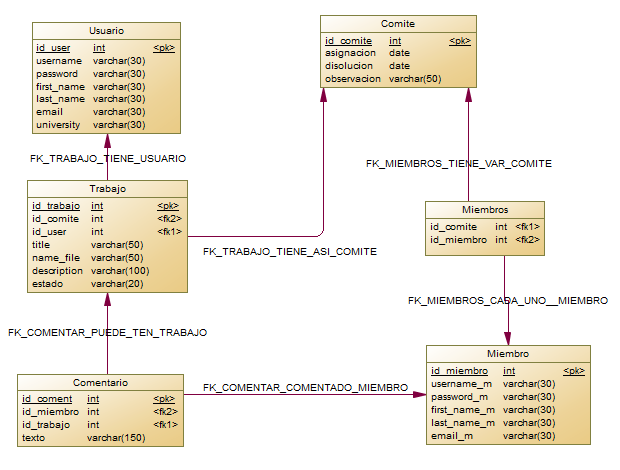 Usuario
id_user int <pk>
username varchar(30)
password varchar(30)
first_name varchar(30)
last_name varchar(30)
email varchar(30)
university varchar(30)
Comite
id_comite int <pk>
asignacion date
disolucion date
observacion varchar(50)
FK_TRABAJO_TIENE_USUARIO
FK_MIEMBROS_TIENE_VAR_COMITE
Trabajo
id_trabajo int <pk>
id_comite int <fk2>
id_user int <fk1>
title varchar(50)
name_file varchar(50)
description varchar(100)
estado varchar(20)
Miembros
id_comite int <fk1>
id_miembro int <fk2>
FK_TRABAJO_TIENE_ASI_COMITE
FK_MIEMBROS_CADA_UNO__MIEMBRO
FK_COMENTAR_PUEDE_TEN_TRABAJO
Comentario
id_coment int <pk>
id_miembro int <fk2>
id_trabajo int <fk1>
texto varchar(150)
FK_COMENTAR_COMENTADO_MIEMBRO
Miembro
id_miembro int <pk>
username_m varchar(30)
password_m varchar(30)
first_name_m varchar(30)
last_name_m varchar(30)
email_m varchar(30)